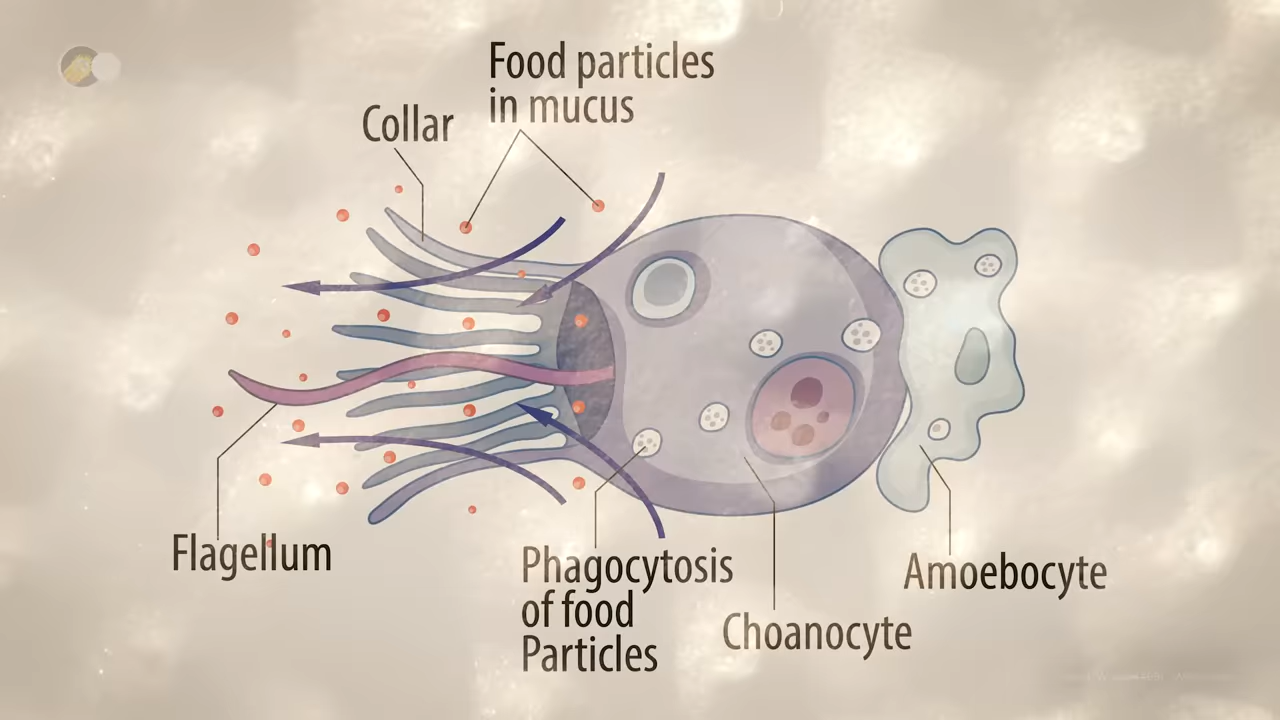 Food particles
in mucus
Collar
Flagellum
Phagocytosis
of food
Particles
Choanocyte
Amoebocyte